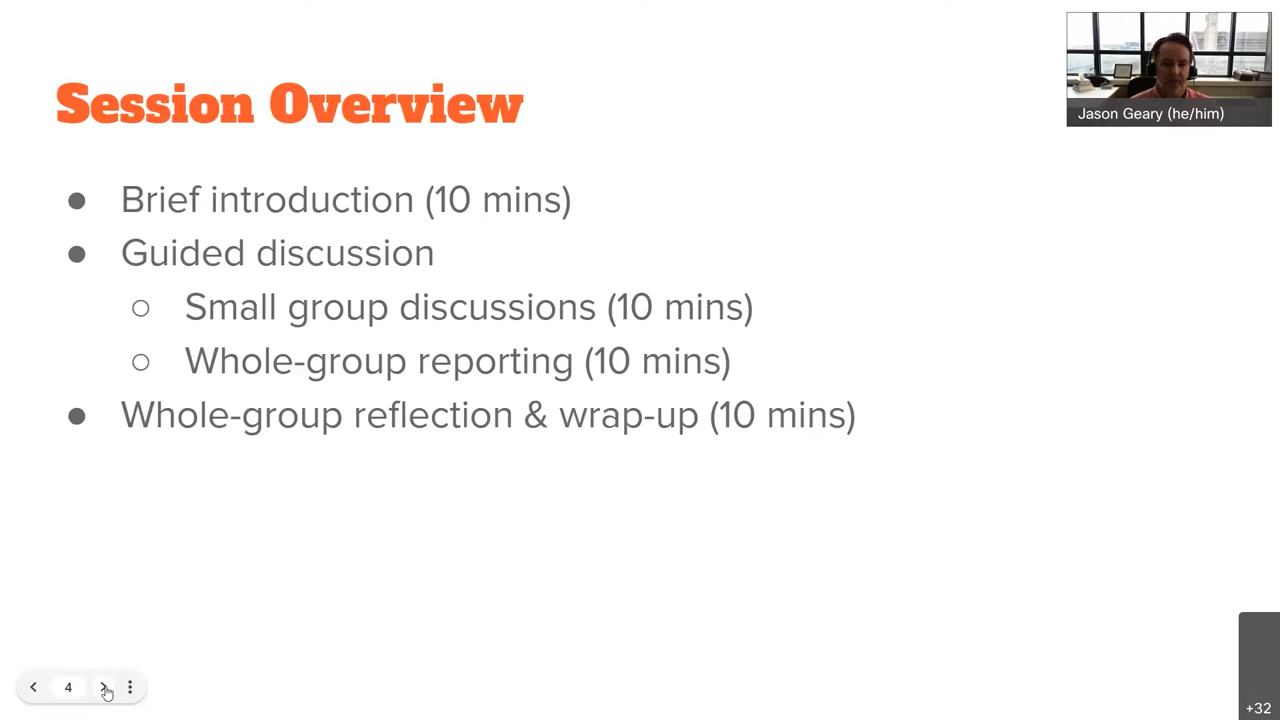 Session Overview
Jason Geary (he/him)
● Brief introduction (10 mins)
● Guided discussion
○ Small group discussions (10 mins)
○ Whole-group reporting (10 mins)
● Whole-group reflection & wrap-up (10 mins)
4
+32